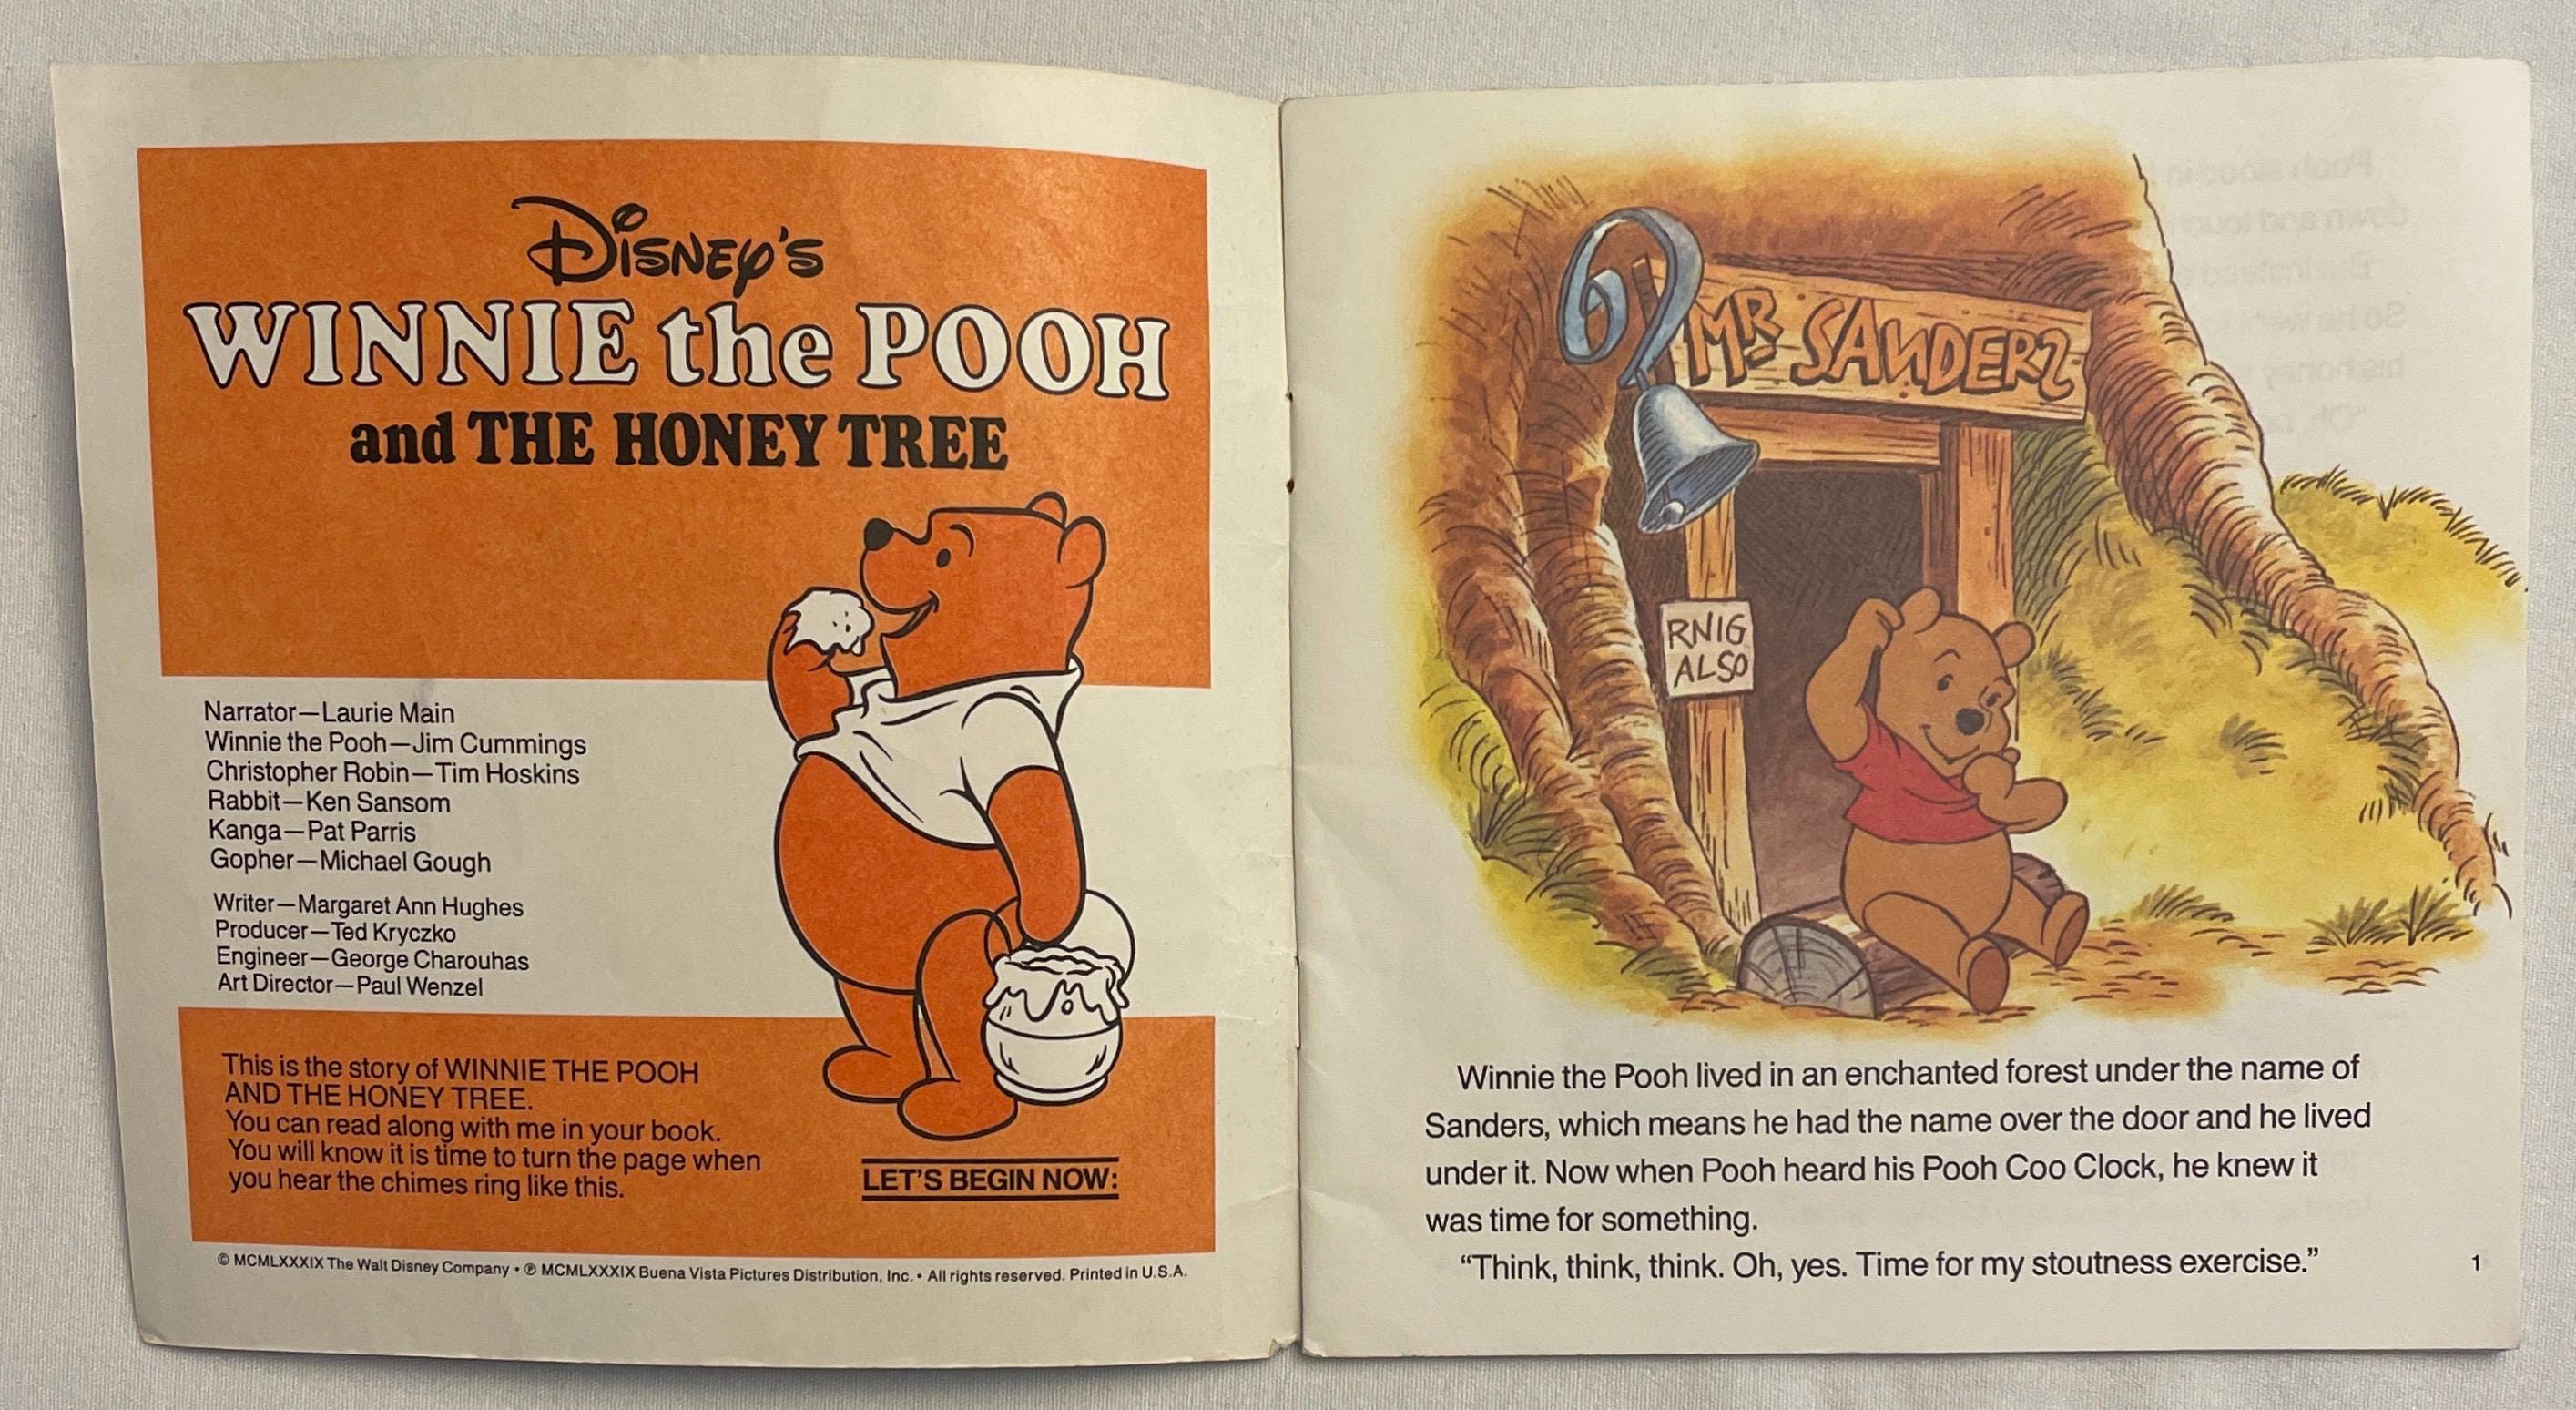 Disney's
WINNIE the POOH
and THE HONEY TREE
Narrator—Laurie Main
Winnie the Pooh—Jim Cummings
Christopher Robin—Tim Hoskins
Rabbit—Ken Sansom
Kanga—Pat Parris
Gopher—Michael Gough
Writer—Margaret Ann Hughes
Producer—Ted Kryczko
Engineer—George Charouhas
Art Director—Paul Wenzel
This is the story of WINNIE THE POOH
AND THE HONEY TREE.
You can read along with me in your book.
You will know it is time to turn the page when
you hear the chimes ring like this.
LET'S BEGIN NOW:
© MCMLXXXIX The Walt Disney Company • ℗ MCMLXXXIX Buena Vista Pictures Distribution, Inc. • All rights reserved. Printed in U.S.A.
MR SANDERZ
RNIG
ALSO
Winnie the Pooh lived in an enchanted forest under the name of
Sanders, which means he had the name over the door and he lived
under it. Now when Pooh heard his Pooh Coo Clock, he knew it
was time for something.
“Think, think, think. Oh, yes. Time for my stoutness exercise.”
1